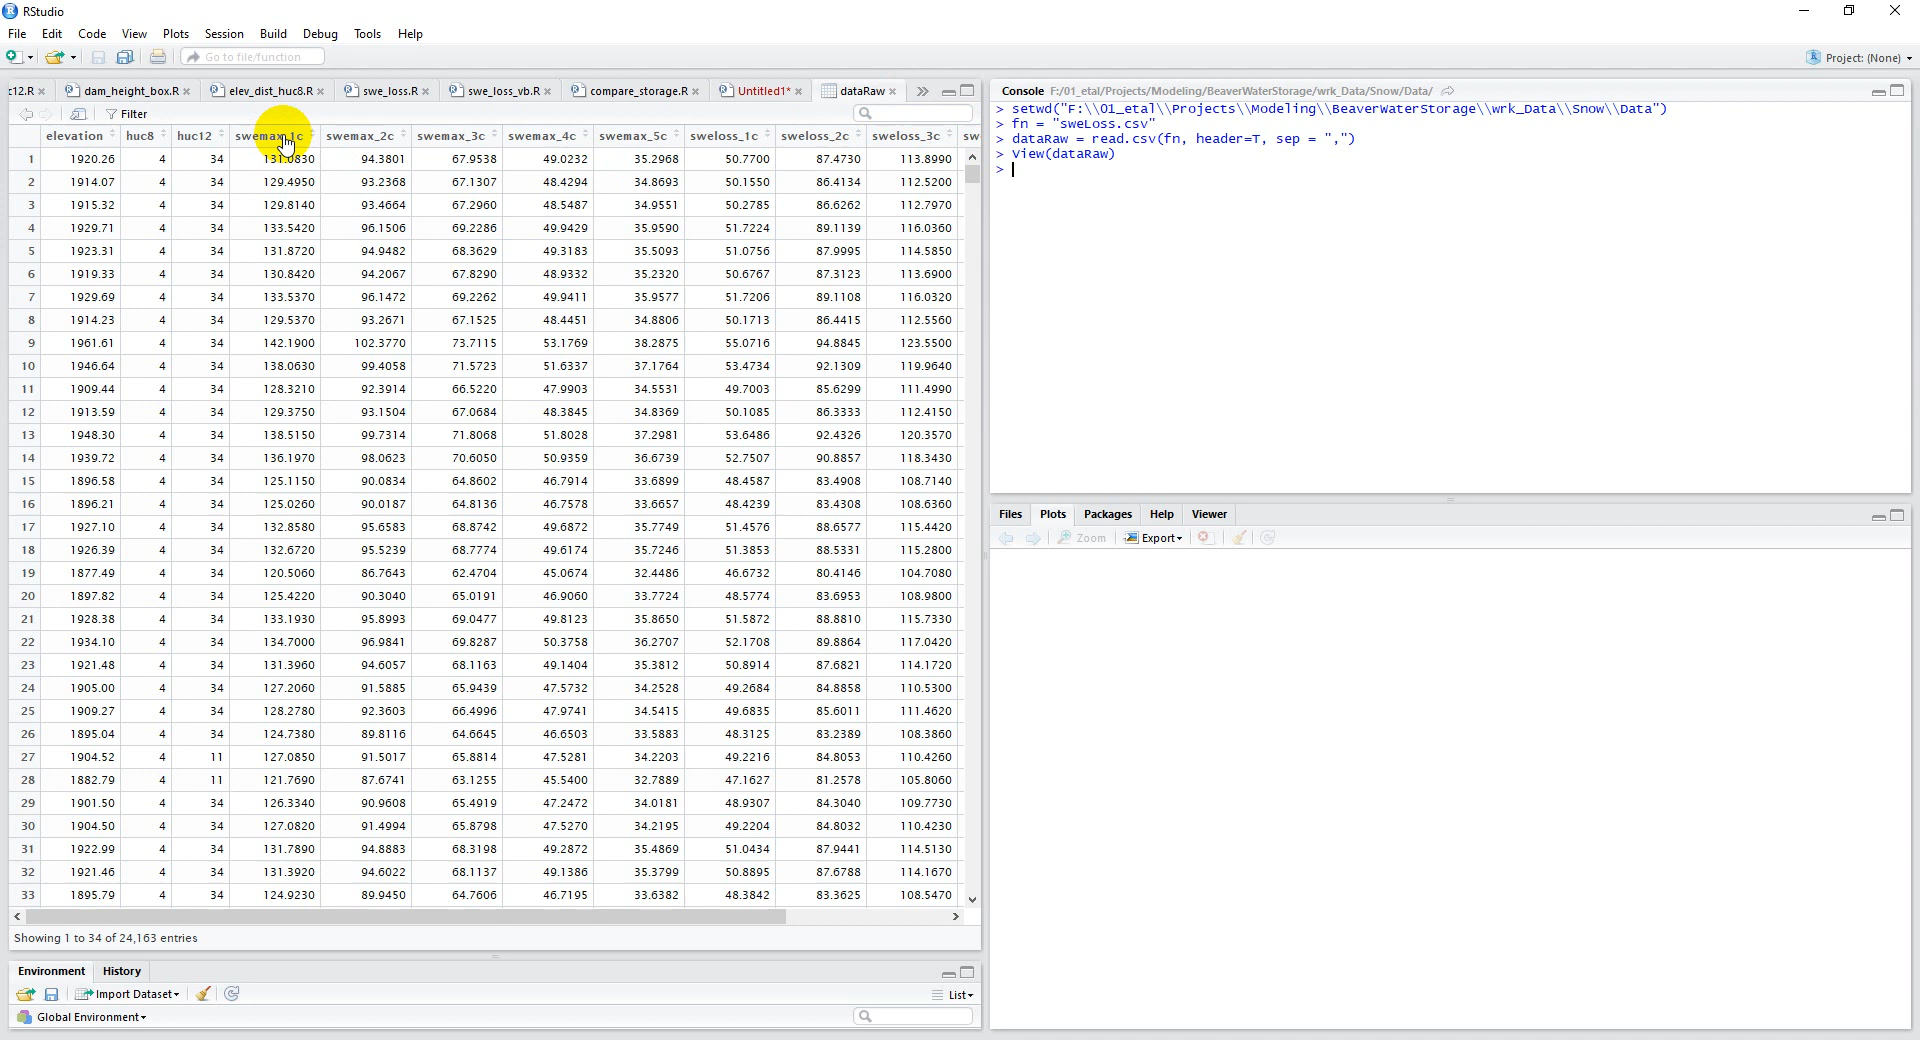 RStudio
File Edit Code View Plots Session Build Debug Tools Help
Go to file/function Project: (None)
c12.R dam_height_box.R elev_dist_huc8.R swe_loss.R swe_loss_vb.R compare_storage.R Untitled1* dataRaw
Filter
elevation huc8 huc12 swemax_1c swemax_2c swemax_3c swemax_4c swemax_5c sweloss_1c sweloss_2c sweloss_3c sw
1 1920.26 4 34 131.0830 94.3801 67.9538 49.0232 35.2968 50.7700 87.4730 113.8990
2 1914.07 4 34 129.4950 93.2368 67.1307 48.4294 34.8693 50.1550 86.4134 112.5200
3 1915.32 4 34 129.8140 93.4664 67.2960 48.5487 34.9551 50.2785 86.6262 112.7970
4 1929.71 4 34 133.5420 96.1506 69.2286 49.9429 35.9590 51.7224 89.1139 116.0360
5 1923.31 4 34 131.8720 94.9482 68.3629 49.3183 35.5093 51.0756 87.9995 114.5850
6 1919.33 4 34 130.8420 94.2067 67.8290 48.9332 35.2320 50.6767 87.3123 113.6900
7 1929.69 4 34 133.5370 96.1472 69.2262 49.9411 35.9577 51.7206 89.1108 116.0320
8 1914.23 4 34 129.5370 93.2671 67.1525 48.4451 34.8806 50.1713 86.4415 112.5560
9 1961.61 4 34 142.1900 102.3770 73.7115 53.1769 38.2875 55.0716 94.8845 123.5500
10 1946.64 4 34 138.0630 99.4058 71.5723 51.6337 37.1764 53.4734 92.1309 119.9640
11 1909.44 4 34 128.3210 92.3914 66.5220 47.9903 34.5531 49.7003 85.6299 111.4990
12 1913.59 4 34 129.3750 93.1504 67.0684 48.3845 34.8369 50.1085 86.3333 112.4150
13 1948.30 4 34 138.5150 99.7314 71.8068 51.8028 37.2981 53.6486 92.4326 120.3570
14 1939.72 4 34 136.1970 98.0623 70.6050 50.9359 36.6739 52.7507 90.8857 118.3430
15 1896.58 4 34 125.1150 90.0834 64.8602 46.7914 33.6899 48.4587 83.4908 108.7140
16 1896.21 4 34 125.0260 90.0187 64.8136 46.7578 33.6657 48.4239 83.4308 108.6360
17 1927.10 4 34 132.8580 95.6583 68.8742 49.6872 35.7749 51.4576 88.6577 115.4420
18 1926.39 4 34 132.6720 95.5239 68.7774 49.6174 35.7246 51.3853 88.5331 115.2800
19 1877.49 4 34 120.5060 86.7643 62.4704 45.0674 32.4486 46.6732 80.4146 104.7080
20 1897.82 4 34 125.4220 90.3040 65.0191 46.9060 33.7724 48.5774 83.6953 108.9800
21 1928.38 4 34 133.1930 95.8993 69.0477 49.8123 35.8650 51.5872 88.8810 115.7330
22 1934.10 4 34 134.7000 96.9841 69.8287 50.3758 36.2707 52.1708 89.8864 117.0420
23 1921.48 4 34 131.3960 94.6057 68.1163 49.1404 35.3812 50.8914 87.6821 114.1720
24 1905.00 4 34 127.2060 91.5885 65.9439 47.5732 34.2528 49.2684 84.8858 110.5300
25 1909.27 4 34 128.2780 92.3603 66.4996 47.9741 34.5415 49.6835 85.6011 111.4620
26 1895.04 4 34 124.7380 89.8116 64.6645 46.6503 33.5883 48.3125 83.2389 108.3860
27 1904.52 4 11 127.0850 91.5017 65.8814 47.5281 34.2203 49.2216 84.8053 110.4260
28 1882.79 4 11 121.7690 87.6741 63.1255 45.5400 32.7889 47.1627 81.2578 105.8060
29 1901.50 4 34 126.3340 90.9608 65.4919 47.2472 34.0181 48.9307 84.3040 109.7730
30 1904.50 4 34 127.0820 91.4994 65.8798 47.5270 34.2195 49.2204 84.8032 110.4230
31 1922.99 4 34 131.7890 94.8883 68.3198 49.2872 35.4869 51.0434 87.9441 114.5130
32 1921.46 4 34 131.3920 94.6022 68.1137 49.1386 35.3799 50.8895 87.6788 114.1670
33 1895.79 4 34 124.9230 89.9450 64.7606 46.7195 33.6382 48.3842 83.3625 108.5470
Showing 1 to 34 of 24,163 entries
Environment History
Import Dataset List
Global Environment
Console F:/01_etal/Projects/Modeling/BeaverWaterStorage/wrk_Data/Snow/Data/
> setwd("F:\\01_etal\\Projects\\Modeling\\BeaverWaterStorage\\wrk_Data\\Snow\\Data")
> fn = "sweLoss.csv"
> dataRaw = read.csv(fn, header=T, sep = ",")
> View(dataRaw)
>
Files Plots Packages Help Viewer
Zoom Export